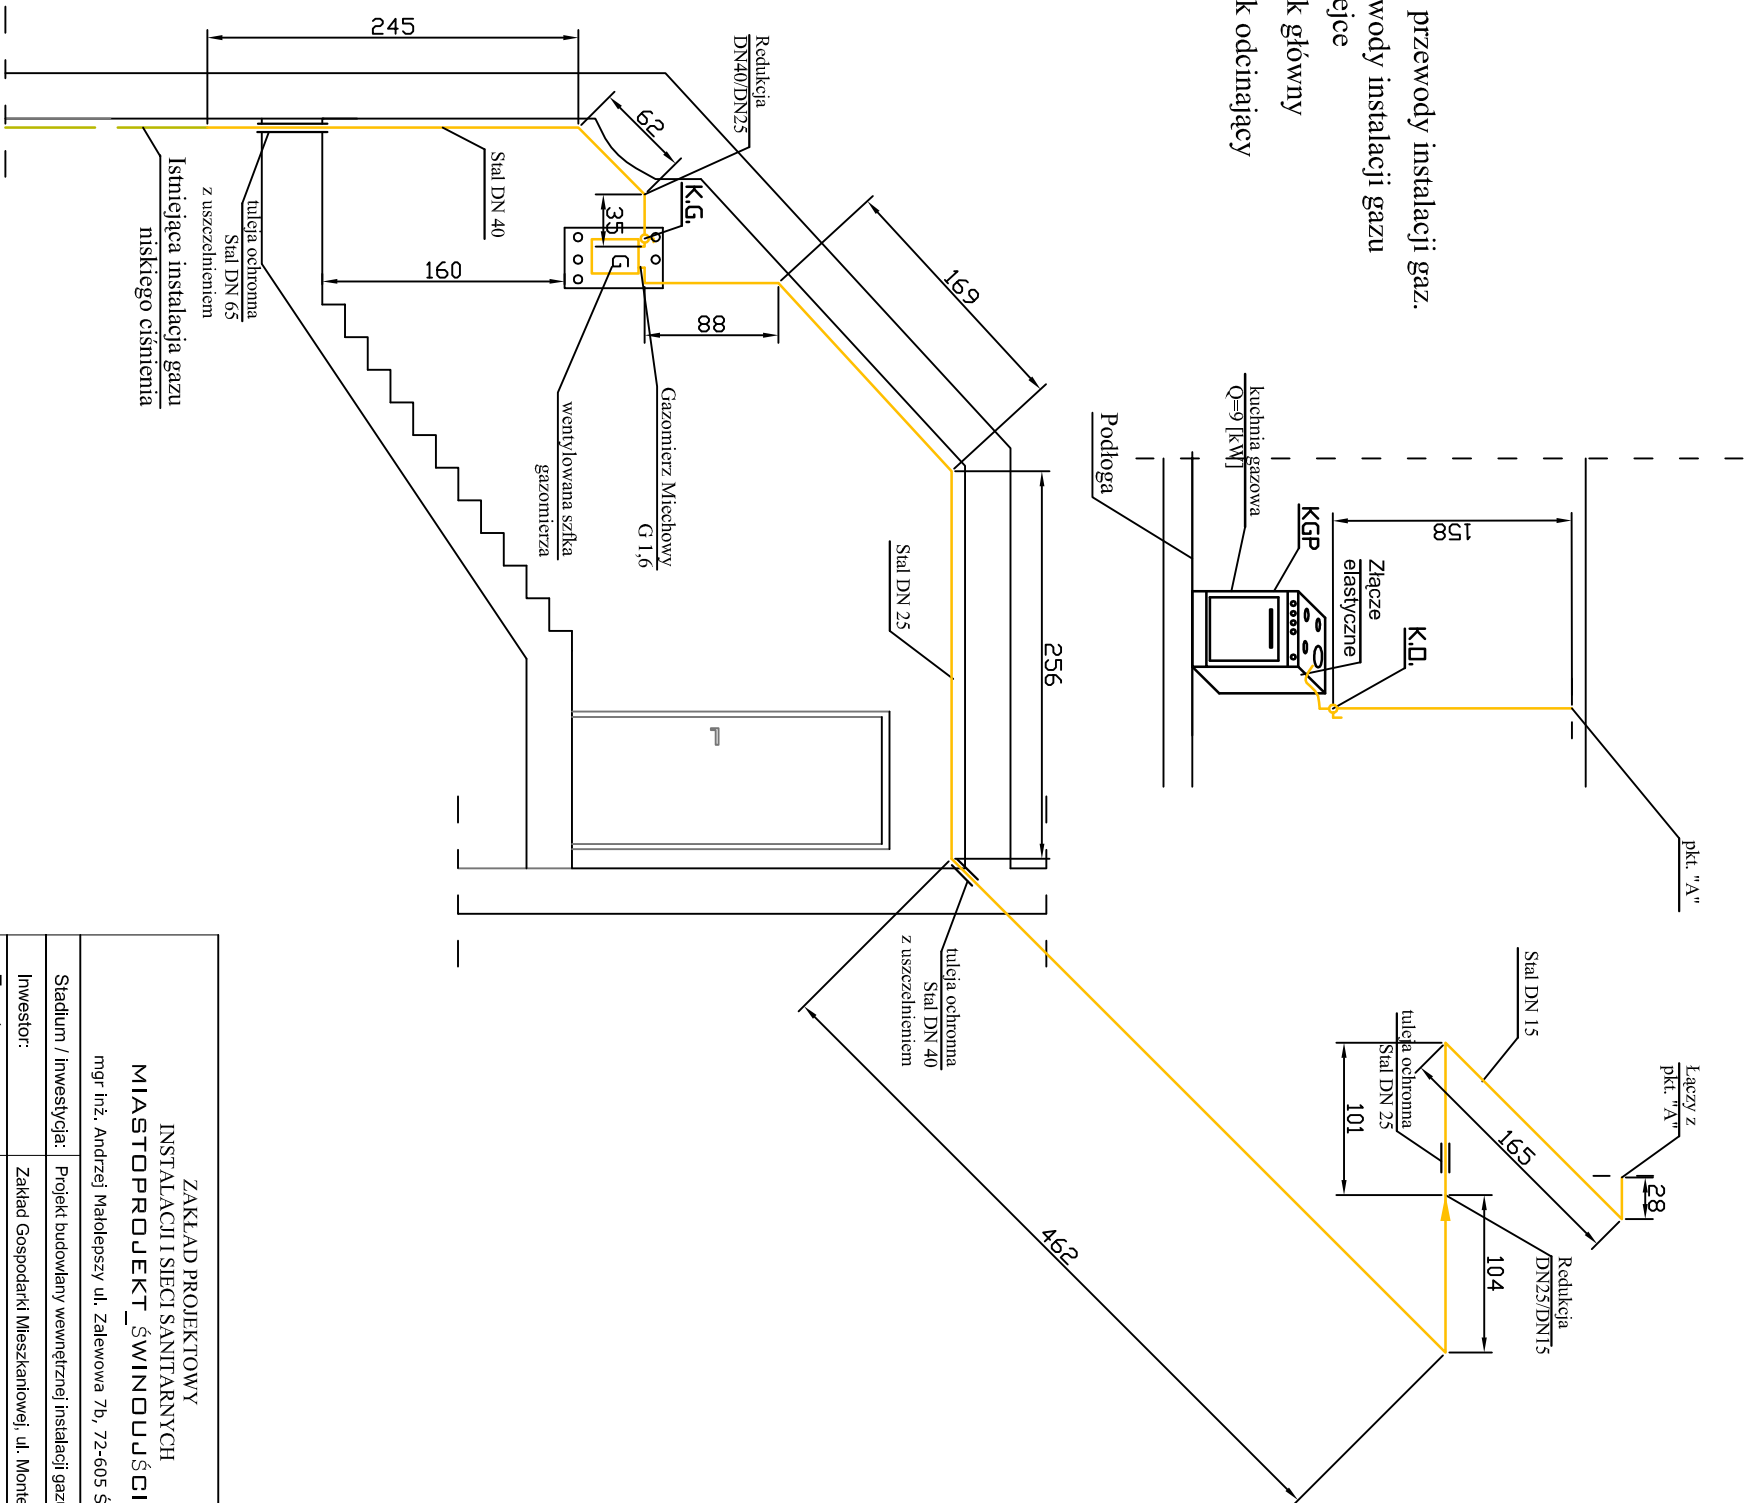 przewody instalacji gaz.
wody instalacji gazu
ejce
k główny
k odcinający
pkt. "A"
Łączy z
pkt. "A"
28
Stal DN 15
165
Redukcja
DN25/DN15
104
101
tuleja ochronna
Stal DN 25
158
K.O.
Złącze
elastyczne
KGP
kuchnia gazowa
Q=9 [kW]
Podłoga
462
256
169
Stal DN 25
tuleja ochronna
Stal DN 40
z uszczelnieniem
Redukcja
DN40/DN25
62
K.G.
35
G
88
Gazomierz Miechowy
G 1,6
wentylowana szfka
gazomierza
245
Stal DN 40
160
tuleja ochronna
Stal DN 65
z uszczelnieniem
Istniejąca instalacja gazu
niskiego ciśnienia
ZAKŁAD PROJEKTOWY
INSTALACJI I SIECI SANITARNYCH
MIASTOPROJEKT_ŚWINOUJŚCI
mgr inż. Andrzej Małolepszy ul. Zalewowa 7b, 72-605 Ś
Stadium / inwestycja: Projekt budowlany wewnętrznej instalacji gazu
Inwestor: Zakład Gospodarki Mieszkaniowej, ul. Monte